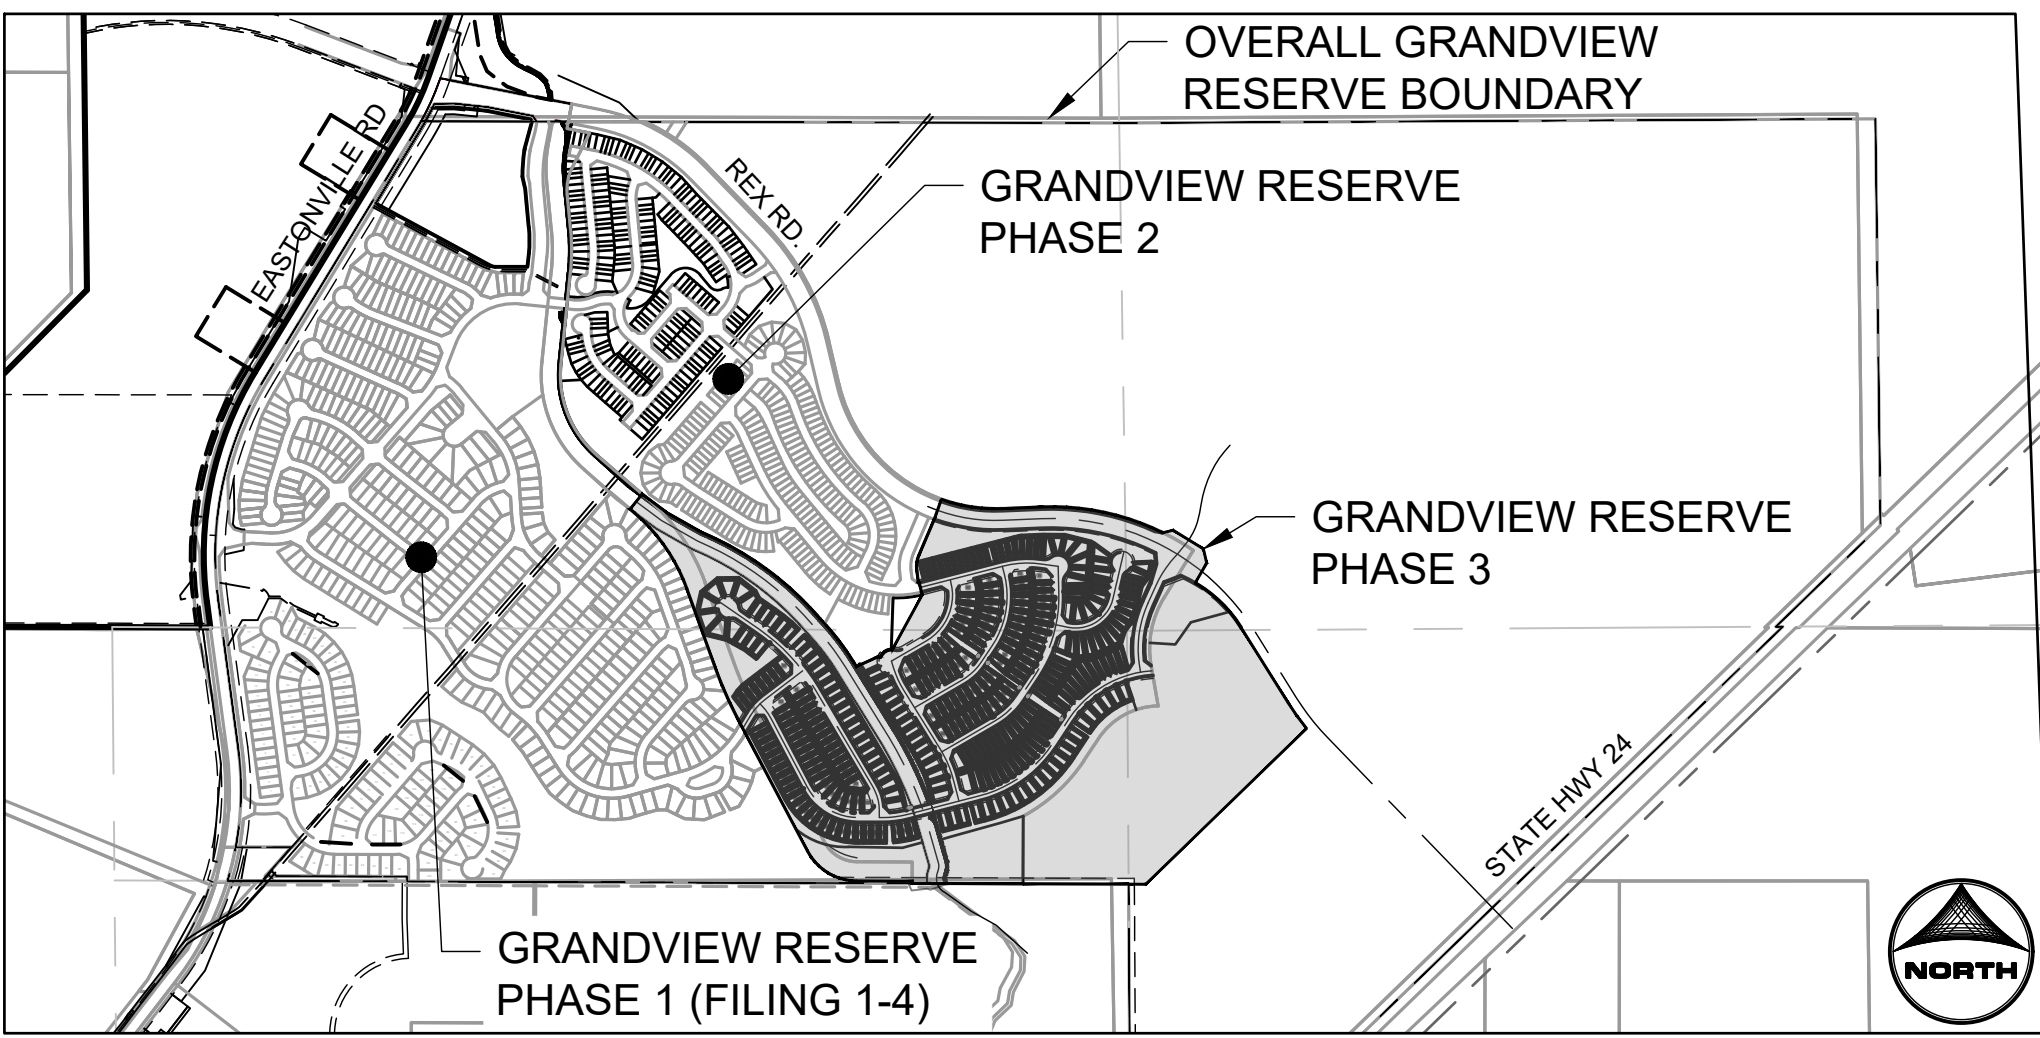 OVERALL GRANDVIEW
RESERVE BOUNDARY
EASTONVILLE RD
REX RD.
GRANDVIEW RESERVE
PHASE 2
GRANDVIEW RESERVE
PHASE 3
STATE HWY 24
GRANDVIEW RESERVE
PHASE 1 (FILING 1-4)
NORTH